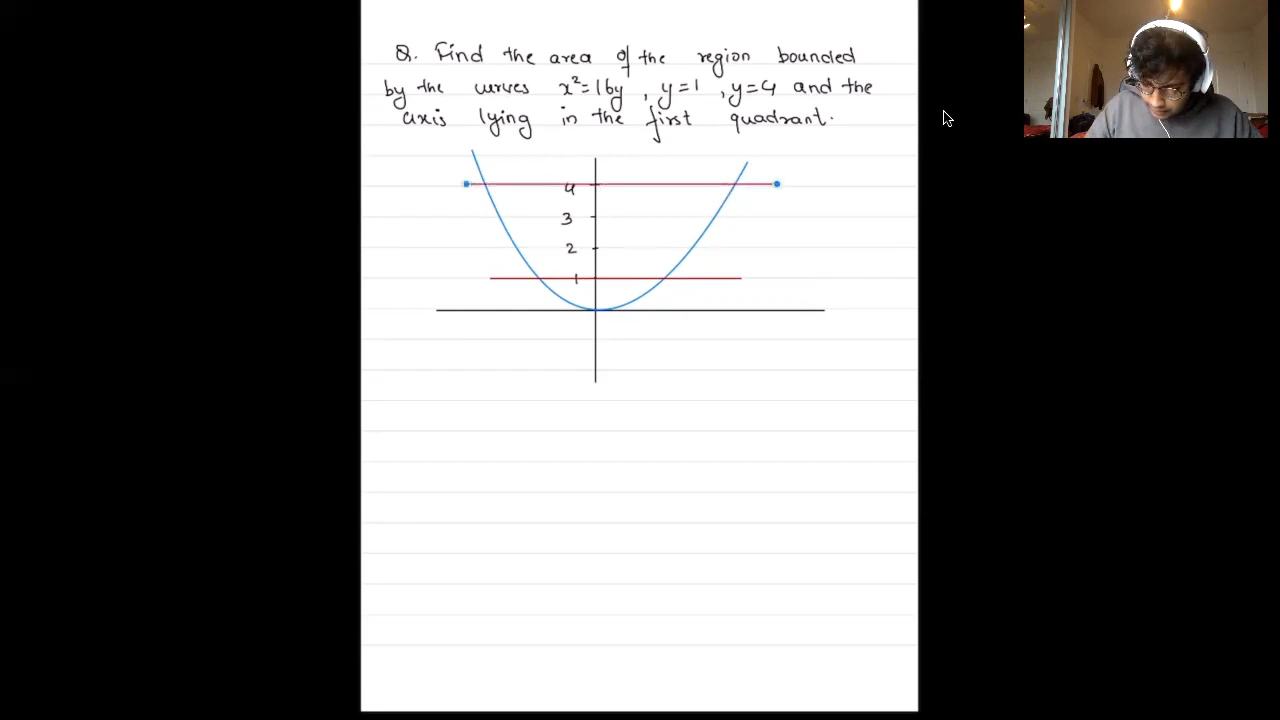 Q. Find the area of the region bounded
by the curves x²=16y, y=1, y=4 and the
axis lying in the first quadrant.
4
3
2
1